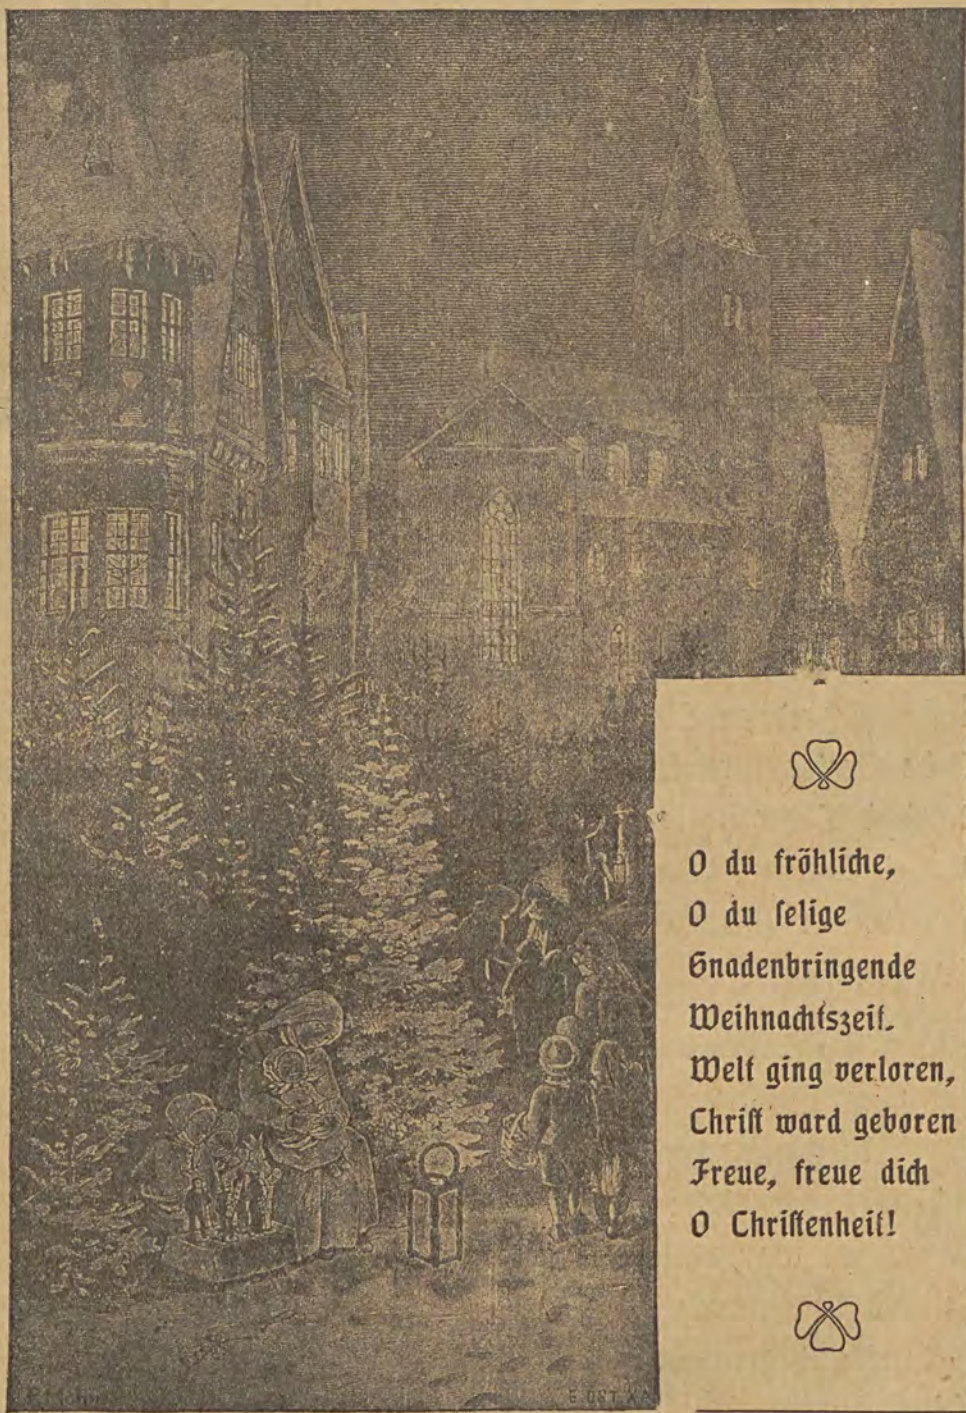 O du fröhliche,
O du selige
Gnadenbringende
Weihnachtszeit.
Welt ging verloren,
Christ ward geboren
Freue, freue dich
O Christenheit!